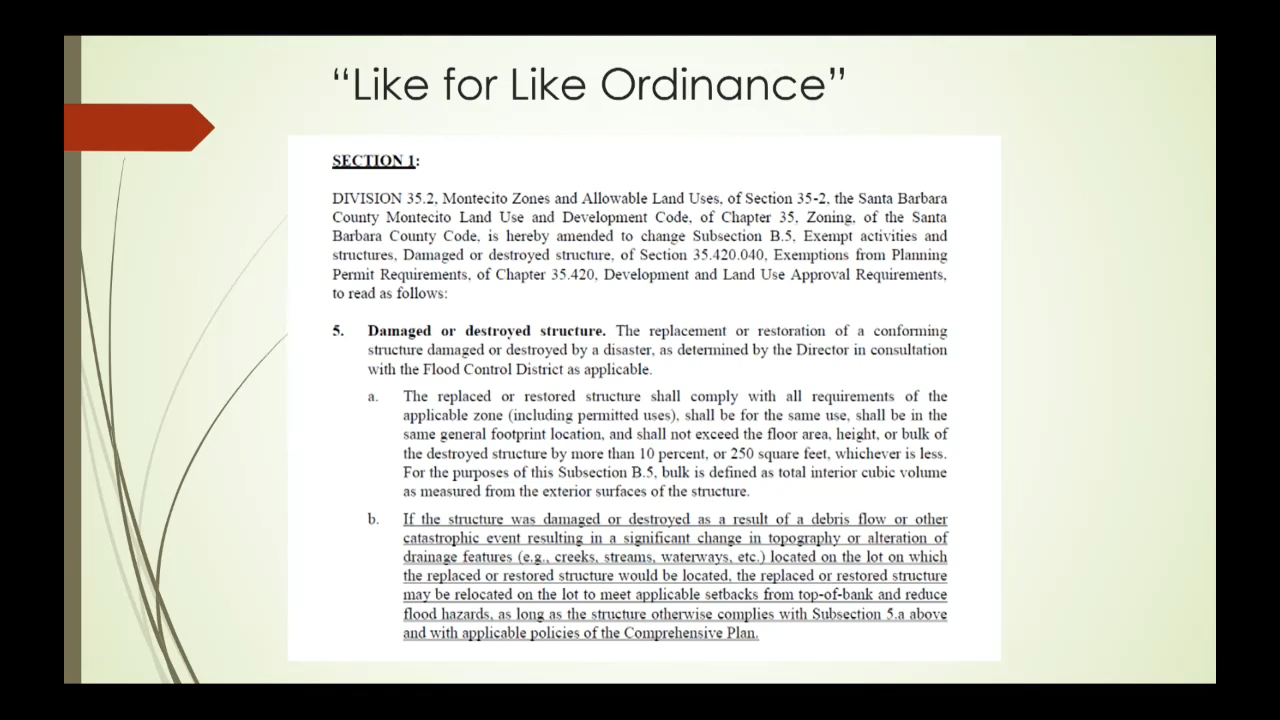 “Like for Like Ordinance”
SECTION 1:
DIVISION 35.2, Montecito Zones and Allowable Land Uses, of Section 35-2, the Santa Barbara
County Montecito Land Use and Development Code, of Chapter 35, Zoning, of the Santa
Barbara County Code, is hereby amended to change Subsection B.5, Exempt activities and
structures, Damaged or destroyed structure, of Section 35.420.040, Exemptions from Planning
Permit Requirements, of Chapter 35.420, Development and Land Use Approval Requirements,
to read as follows:
5. Damaged or destroyed structure. The replacement or restoration of a conforming
structure damaged or destroyed by a disaster, as determined by the Director in consultation
with the Flood Control District as applicable.
a. The replaced or restored structure shall comply with all requirements of the
applicable zone (including permitted uses), shall be for the same use, shall be in the
same general footprint location, and shall not exceed the floor area, height, or bulk of
the destroyed structure by more than 10 percent, or 250 square feet, whichever is less.
For the purposes of this Subsection B.5, bulk is defined as total interior cubic volume
as measured from the exterior surfaces of the structure.
b. If the structure was damaged or destroyed as a result of a debris flow or other
catastrophic event resulting in a significant change in topography or alteration of
drainage features (e.g., creeks, streams, waterways, etc.) located on the lot on which
the replaced or restored structure would be located, the replaced or restored structure
may be relocated on the lot to meet applicable setbacks from top-of-bank and reduce
flood hazards, as long as the structure otherwise complies with Subsection 5.a above
and with applicable policies of the Comprehensive Plan.